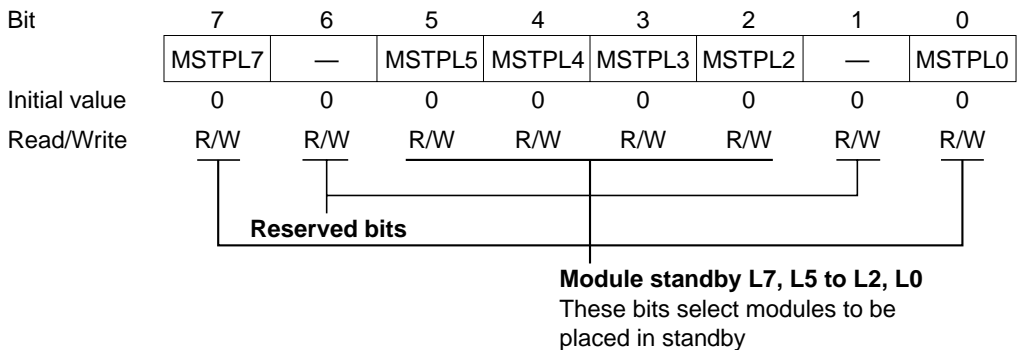 Bit 7 6 5 4 3 2 1 0
MSTPL7 — MSTPL5 MSTPL4 MSTPL3 MSTPL2 — MSTPL0
Initial value 0 0 0 0 0 0 0 0
Read/Write R/W R/W R/W R/W R/W R/W R/W R/W
Reserved bits
Module standby L7, L5 to L2, L0
These bits select modules to be
placed in standby